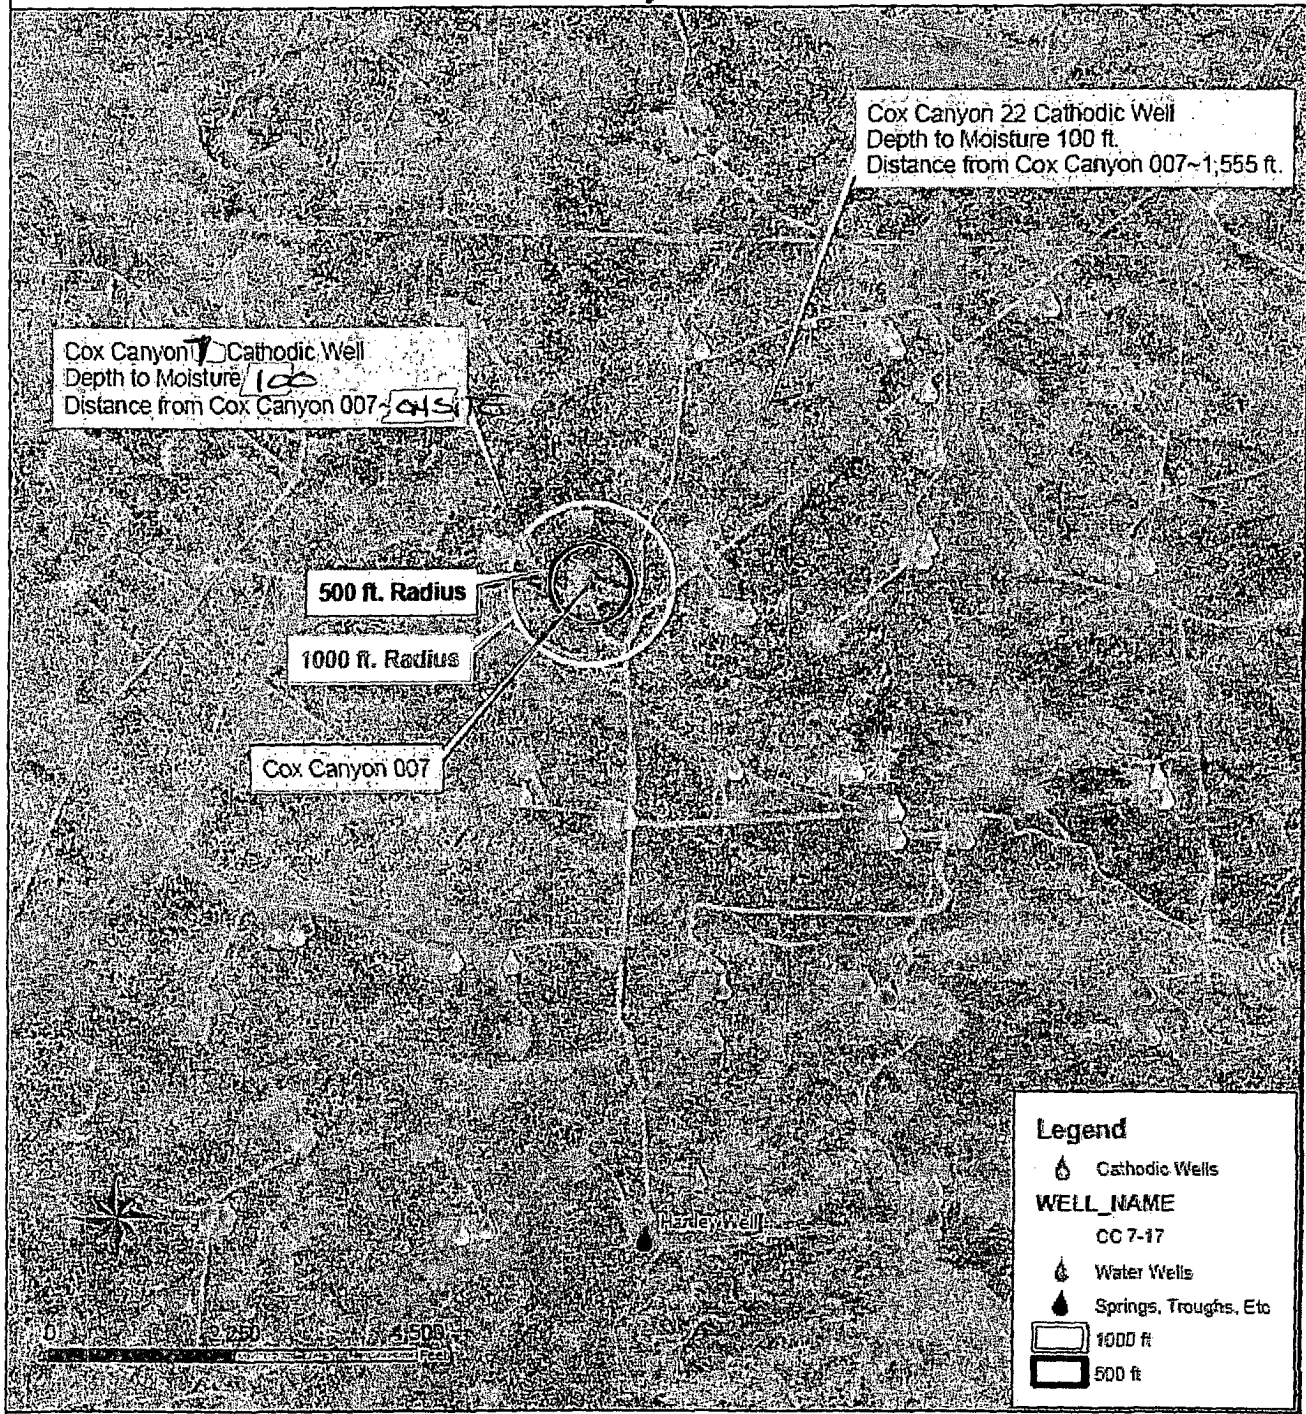 Cox Canyon 22 Cathodic Well
Depth to Moisture 100 ft.
Distance from Cox Canyon 007~1,555 ft.
Cox Canyon 7 Cathodic Well
Depth to Moisture 100
Distance from Cox Canyon 007~ ONSITE
500 ft. Radius
1000 ft. Radius
Cox Canyon 007
Legend
Cathodic Wells
WELL_NAME
CC 7-17
Water Wells
Springs, Troughs, Etc
1000 ft
500 ft
Well
0 2,250 4,500
Feet